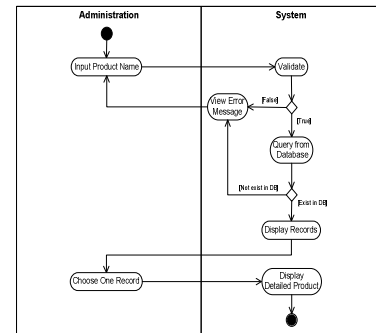 Administration
System
Input Product Name
Validate
[False]
View Error
Message
[True]
Query from
Database
[Not exist in DB]
[Exist in DB]
Display Records
Choose One Record
Display
Detailed Product